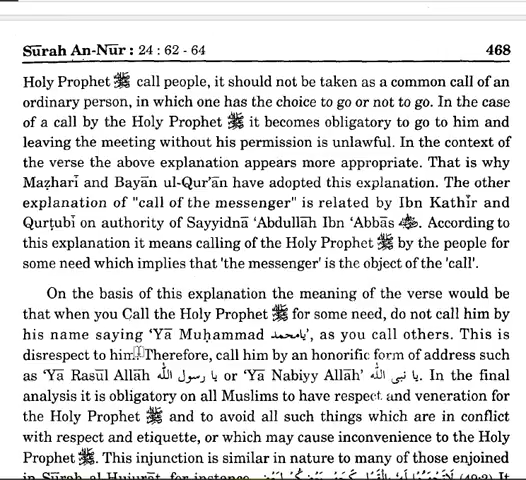 Sūrah An-Nūr : 24 : 62 - 64 468
Holy Prophet ﷺ call people, it should not be taken as a common call of an
ordinary person, in which one has the choice to go or not to go. In the case
of a call by the Holy Prophet ﷺ it becomes obligatory to go to him and
leaving the meeting without his permission is unlawful. In the context of
the verse the above explanation appears more appropriate. That is why
Maẓharī and Bayān ul-Qur’ān have adopted this explanation. The other
explanation of "call of the messenger" is related by Ibn Kathīr and
Qurṭubī on authority of Sayyidnā ‘Abdullāh Ibn ‘Abbās ؓ. According to
this explanation it means calling of the Holy Prophet ﷺ by the people for
some need which implies that 'the messenger' is the object of the 'call'.
On the basis of this explanation the meaning of the verse would be
that when you Call the Holy Prophet ﷺ for some need, do not call him by
his name saying ‘Yā Muḥammad يامحمد’, as you call others. This is
disrespect to him. Therefore, call him by an honorific form of address such
as ‘Yā Rasūl Allāh يا رسول الله or ‘Yā Nabiyy Allāh’ يا نبى الله. In the final
analysis it is obligatory on all Muslims to have respect and veneration for
the Holy Prophet ﷺ and to avoid all such things which are in conflict
with respect and etiquette, or which may cause inconvenience to the Holy
Prophet ﷺ. This injunction is similar in nature to many of those enjoined
in Sūrah al-Hujurāt, for instance, (49:2) It